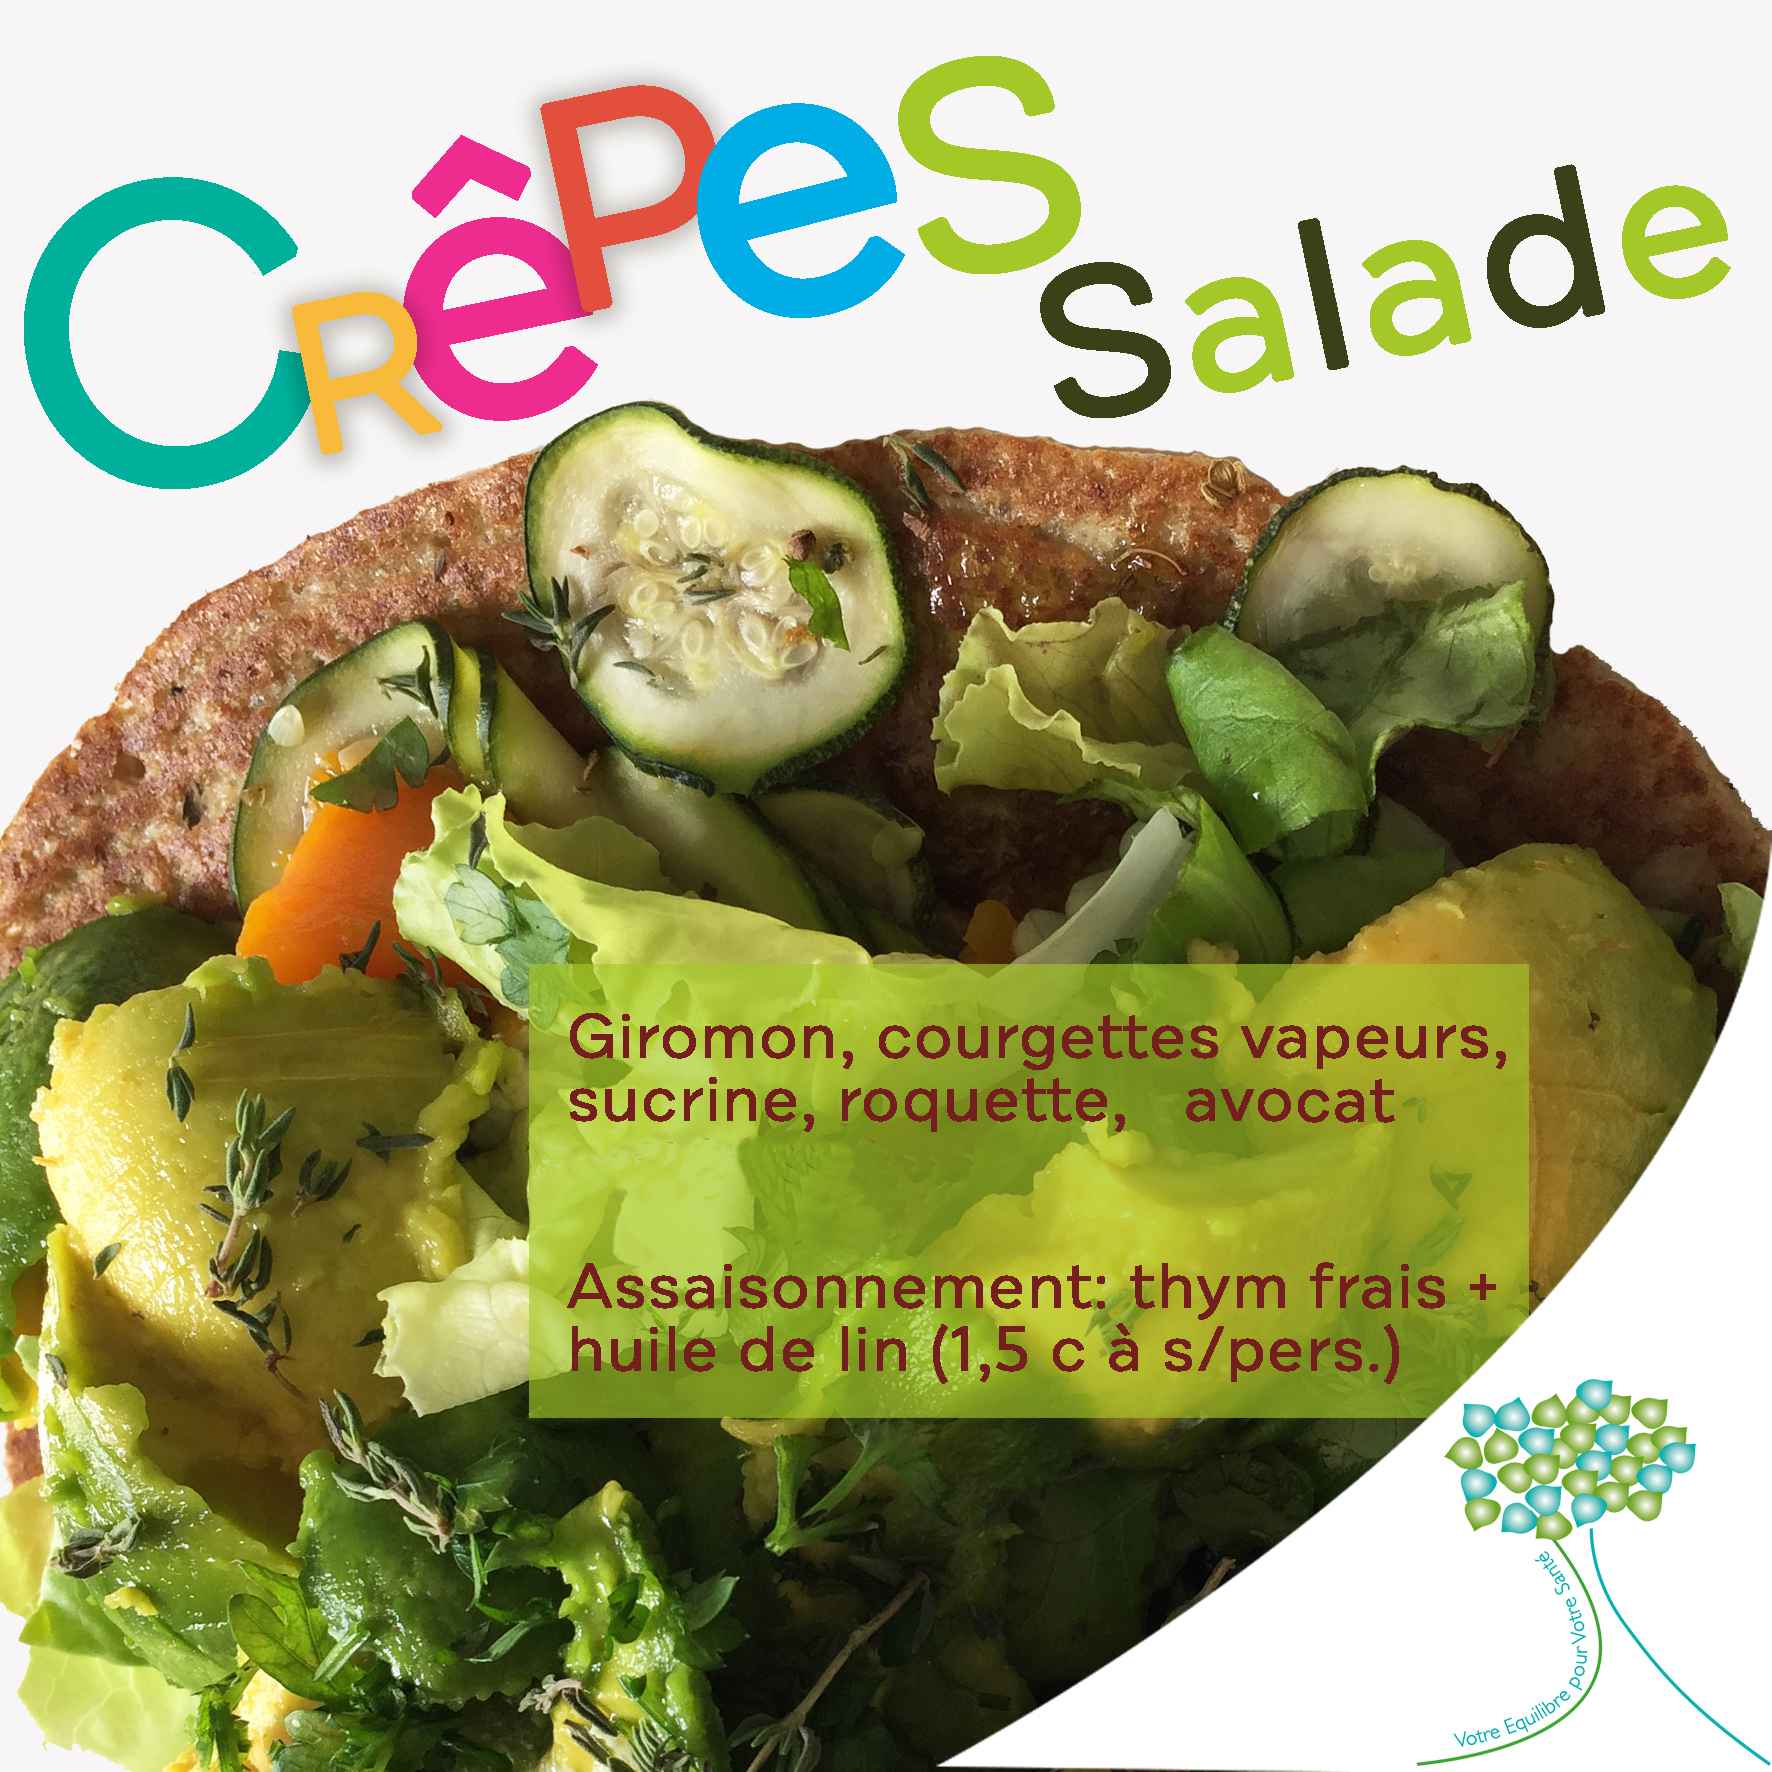 CRêPeS
Salade
Giromon, courgettes vapeurs,
sucrine, roquette, avocat
Assaisonnement: thym frais +
huile de lin (1,5 c à s/pers.)
Votre Equilibre pour Votre Santé